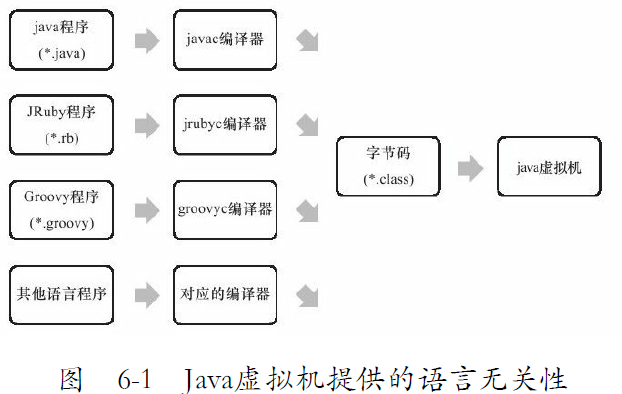 java程序
(*.java)
javac编译器
JRuby程序
(*.rb)
jrubyc编译器
Groovy程序
(*.groovy)
groovyc编译器
其他语言程序
对应的编译器
字节码
(*.class)
java虚拟机
图 6-1 Java虚拟机提供的语言无关性